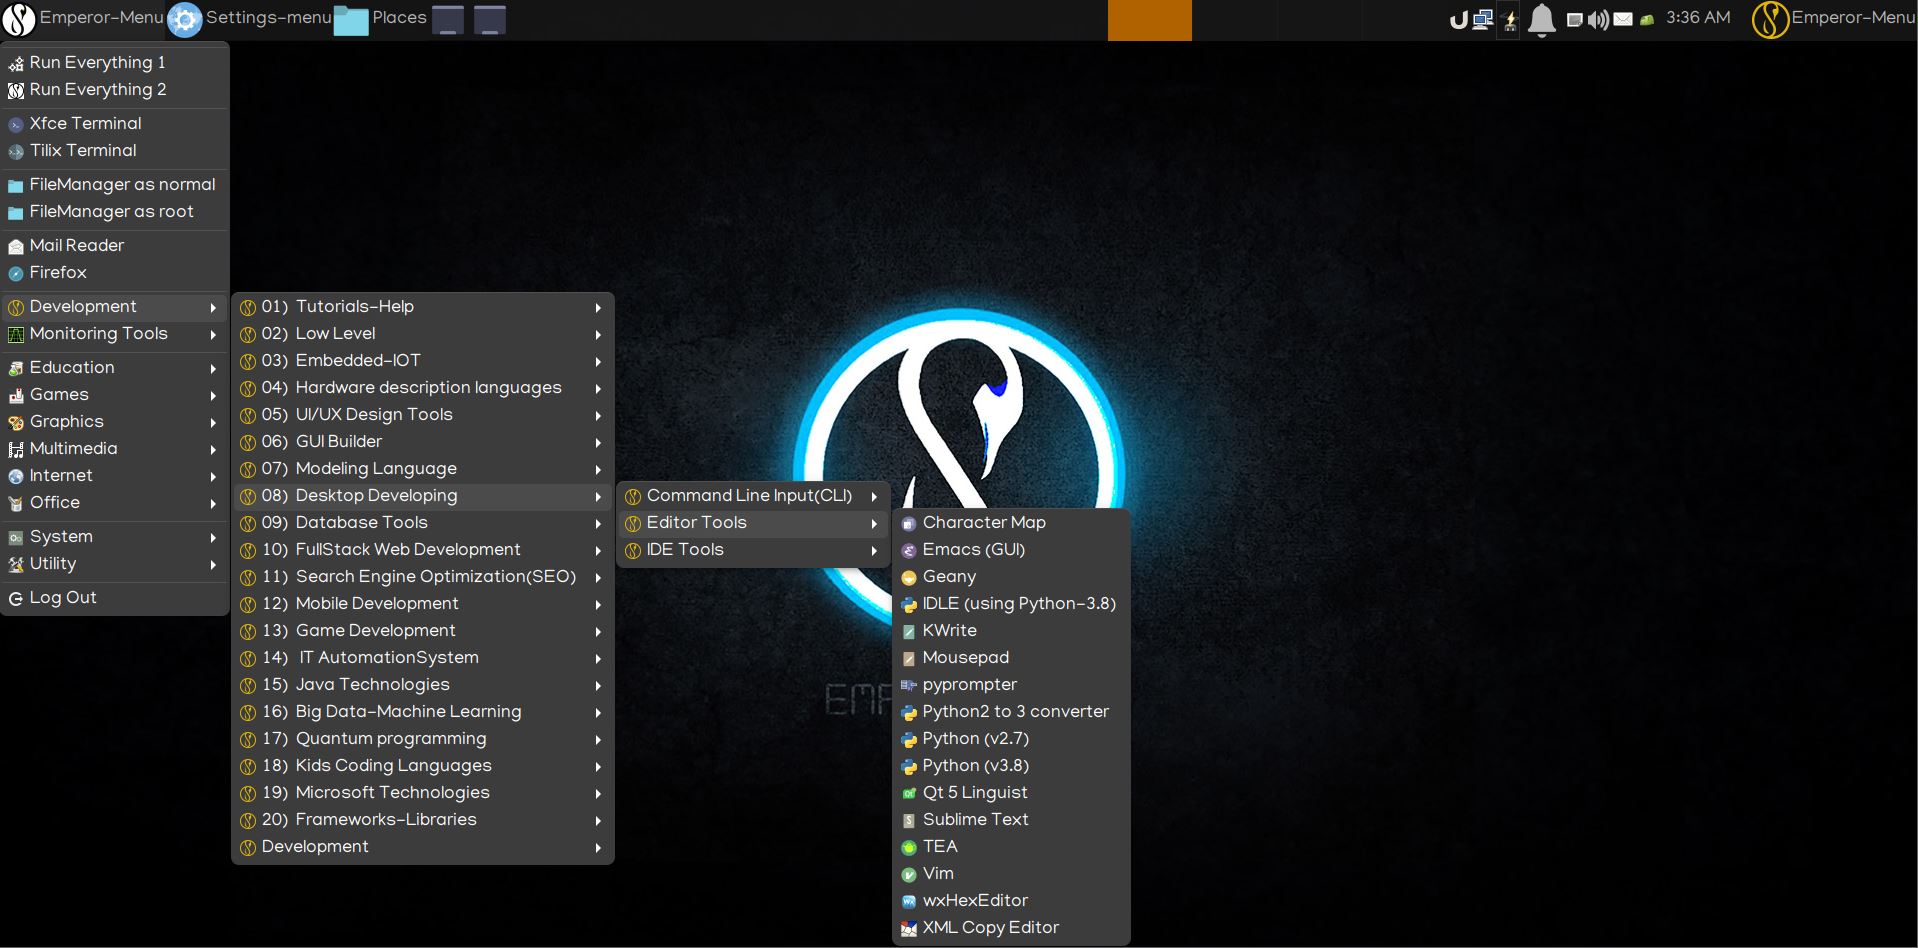 Emperor-Menu
Settings-menu
Places
3:36 AM
Emperor-Menu
Run Everything 1
Run Everything 2
Xfce Terminal
Tilix Terminal
FileManager as normal
FileManager as root
Mail Reader
Firefox
Development
Monitoring Tools
Education
Games
Graphics
Multimedia
Internet
Office
System
Utility
Log Out
01) Tutorials-Help
02) Low Level
03) Embedded-IOT
04) Hardware description languages
05) UI/UX Design Tools
06) GUI Builder
07) Modeling Language
08) Desktop Developing
09) Database Tools
10) FullStack Web Development
11) Search Engine Optimization(SEO)
12) Mobile Development
13) Game Development
14) IT AutomationSystem
15) Java Technologies
16) Big Data-Machine Learning
17) Quantum programming
18) Kids Coding Languages
19) Microsoft Technologies
20) Frameworks-Libraries
Development
Command Line Input(CLI)
Editor Tools
IDE Tools
Character Map
Emacs (GUI)
Geany
IDLE (using Python-3.8)
KWrite
Mousepad
pyprompter
Python2 to 3 converter
Python (v2.7)
Python (v3.8)
Qt 5 Linguist
Sublime Text
TEA
Vim
wxHexEditor
XML Copy Editor